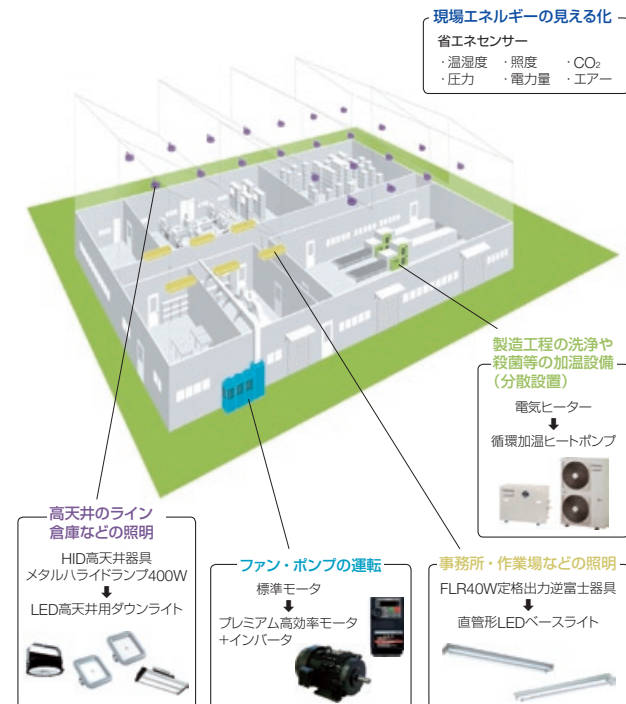 現場エネルギーの見える化
省エネセンサー
・温湿度 ・照度 ・CO₂
・圧力 ・電力量 ・エアー
製造工程の洗浄や
殺菌等の加温設備
（分散設置）
電気ヒーター
⬇
循環加温ヒートポンプ
高天井のライン
倉庫などの照明
HID高天井器具
メタルハライドランプ400W
⬇
LED高天井用ダウンライト
ファン・ポンプの運転
標準モータ
⬇
プレミアム高効率モータ
＋インバータ
事務所・作業場などの照明
FLR40W定格出力逆富士器具
⬇
直管形LEDベースライト